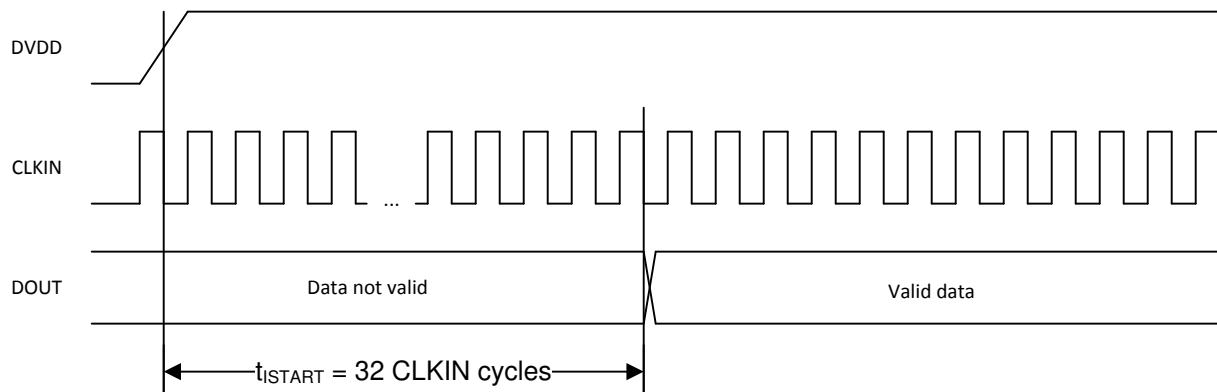 DVDD
CLKIN
...
DOUT
Data not valid
Valid data
tISTART = 32 CLKIN cycles